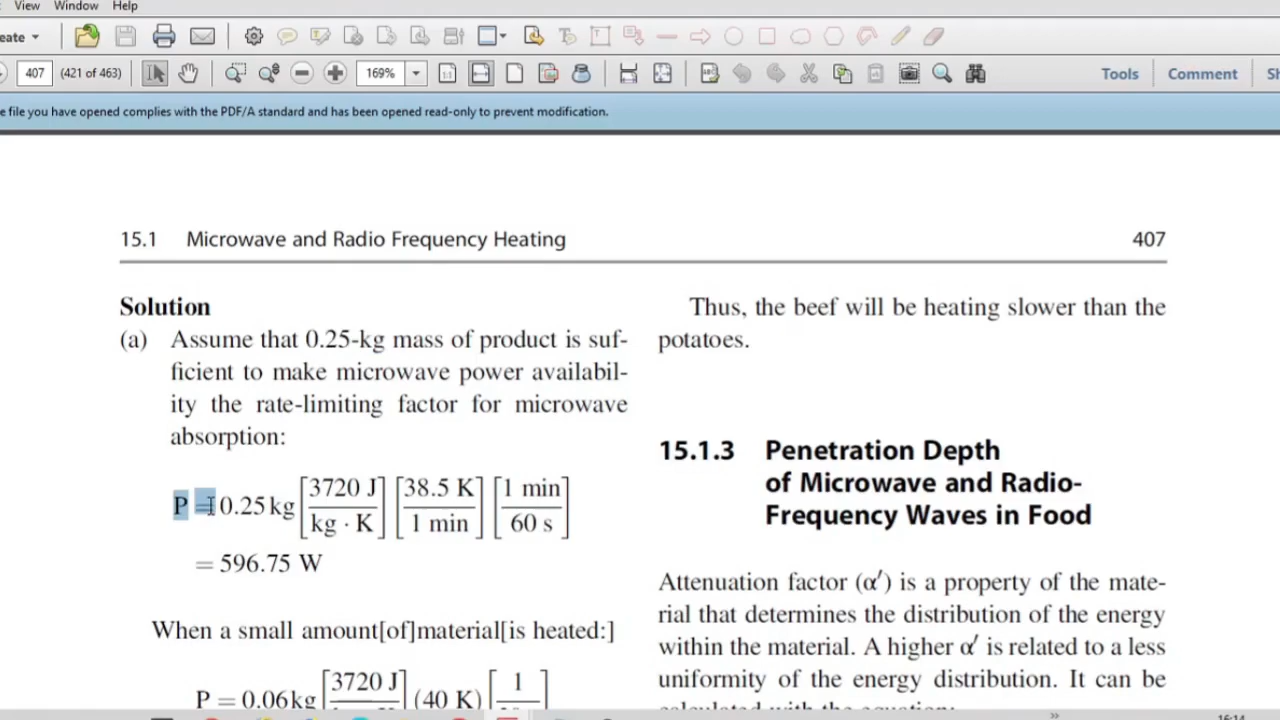 View Window Help
eate
407 (421 of 463) 169% Tools Comment
e file you have opened complies with the PDF/A standard and has been opened read-only to prevent modification.
15.1 Microwave and Radio Frequency Heating 407
Solution
(a) Assume that 0.25-kg mass of product is suf-
ficient to make microwave power availabil-
ity the rate-limiting factor for microwave
absorption:
P = 0.25 kg [3720 J / kg · K] [38.5 K / 1 min] [1 min / 60 s]
= 596.75 W
When a small amount[of]material[is heated:]
P = 0.06 kg [3720 J] (40 K) [1]
Thus, the beef will be heating slower than the
potatoes.
15.1.3 Penetration Depth
of Microwave and Radio-
Frequency Waves in Food
Attenuation factor (α′) is a property of the mate-
rial that determines the distribution of the energy
within the material. A higher α′ is related to a less
uniformity of the energy distribution. It can be